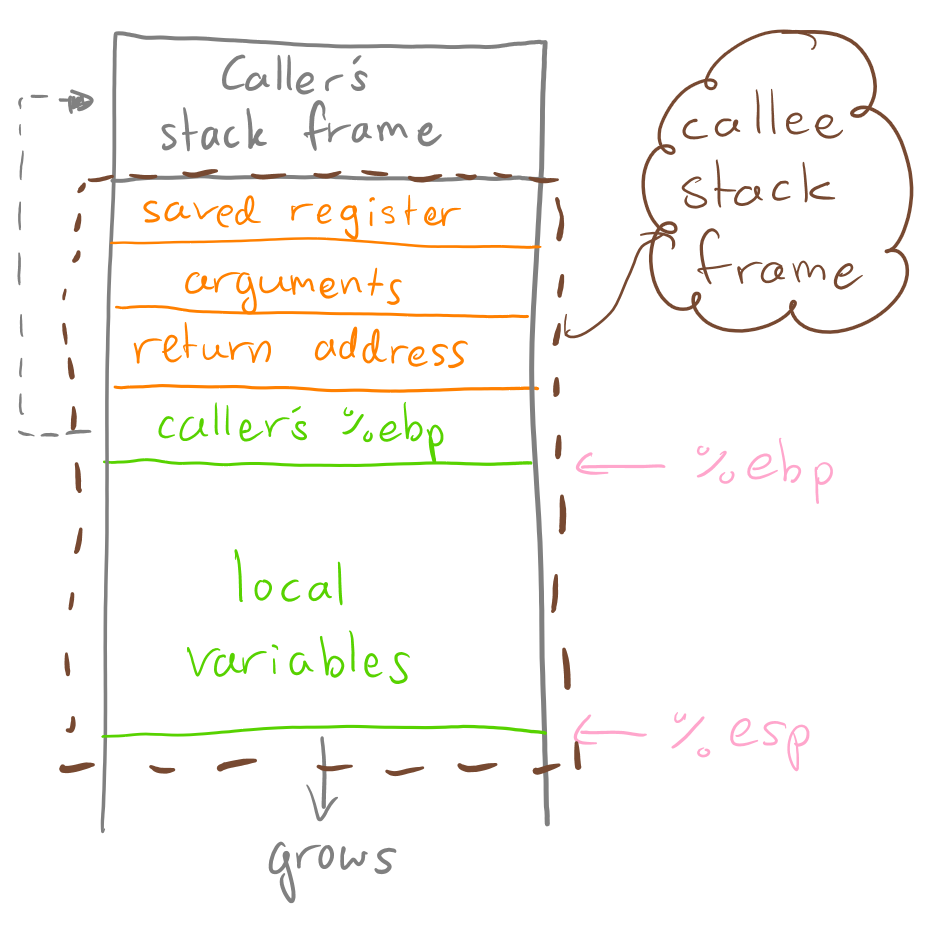 Caller's
stack frame
callee
stack
frame
saved register
arguments
return address
caller's %ebp
%ebp
local
variables
%esp
grows